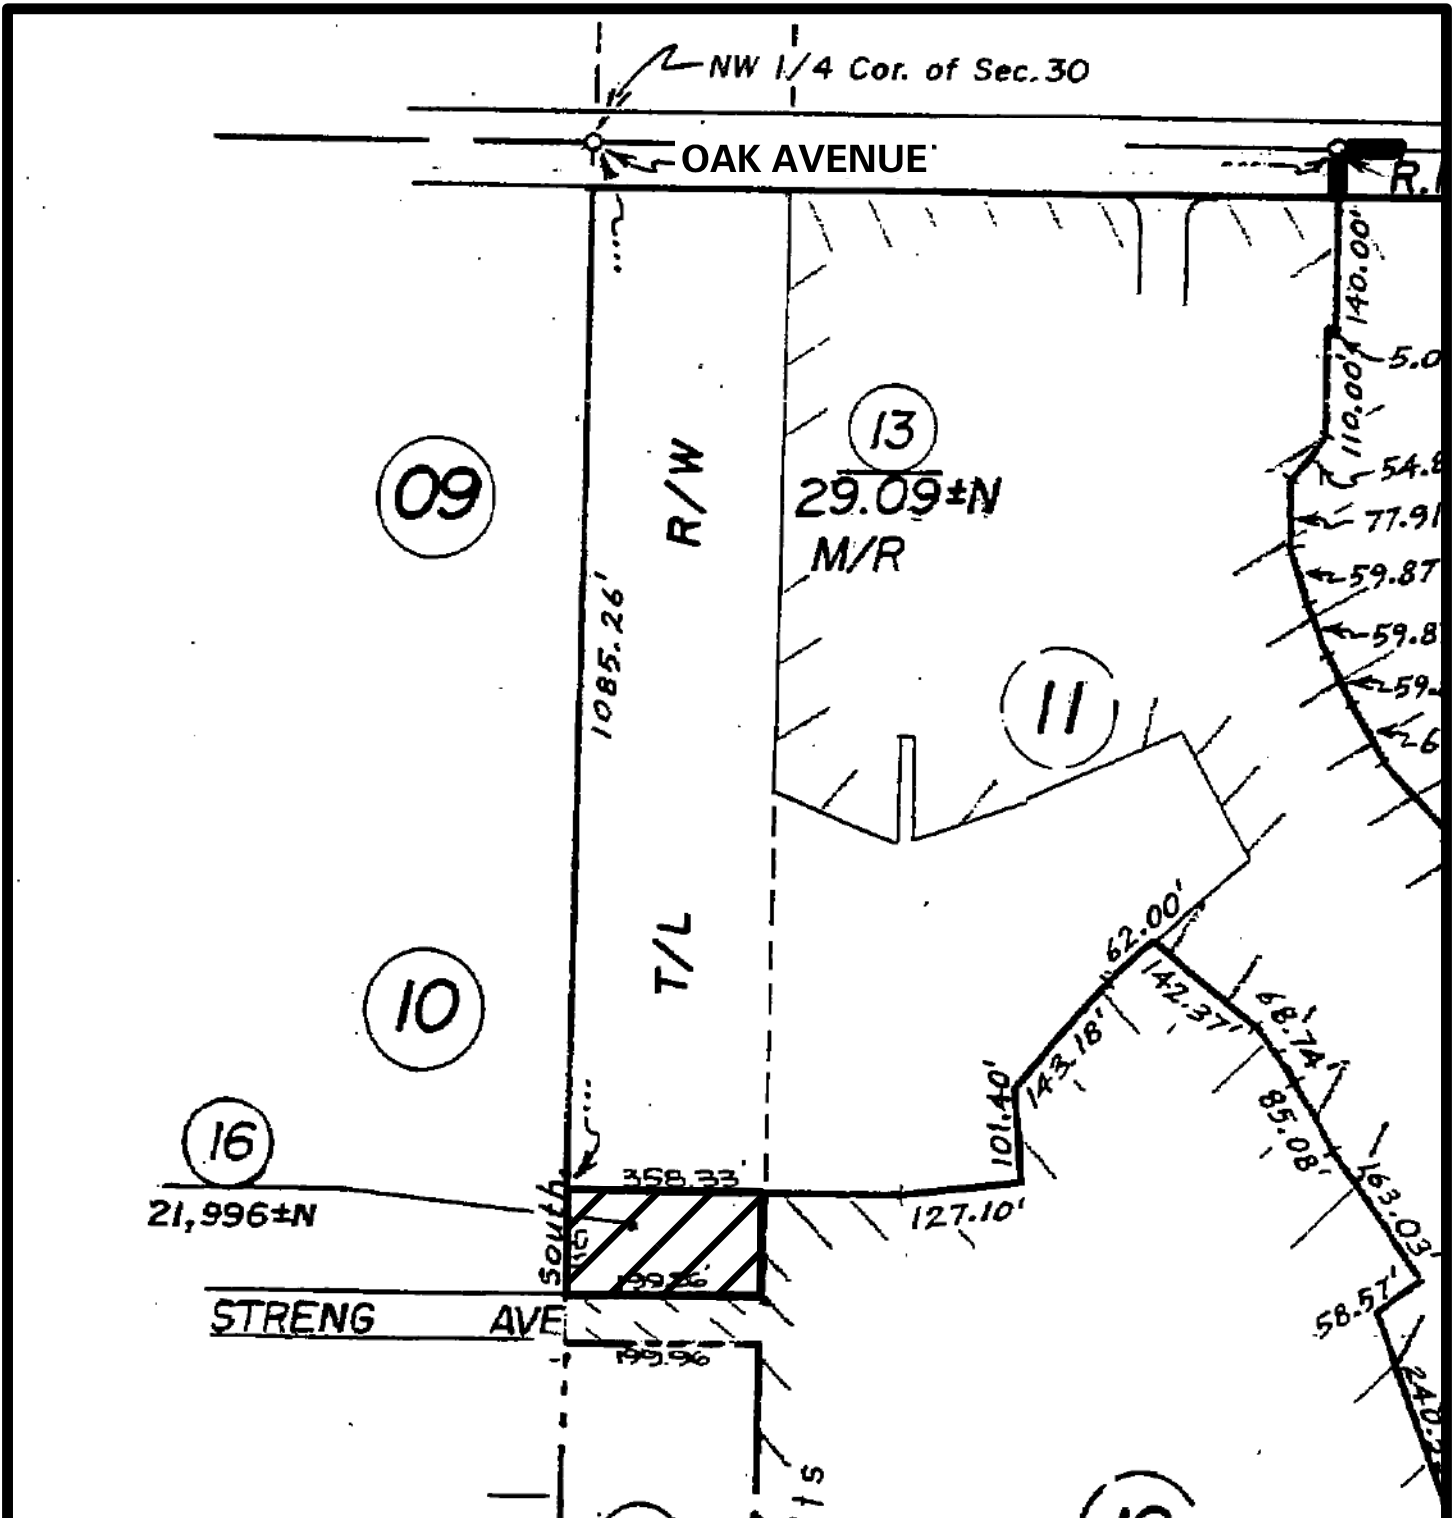 NW 1/4 Cor. of Sec. 30
OAK AVENUE
140.00'
110.00'
13
29.09±N
M/R
R/W
09
1085.26'
77.91
59.87
11
T/L
62.00'
10
142.37'
68.74'
143.18'
101.40'
85.08'
16
163.03'
358.33'
21,996±N
127.10'
South
58.57'
STRENG AVE
199.96